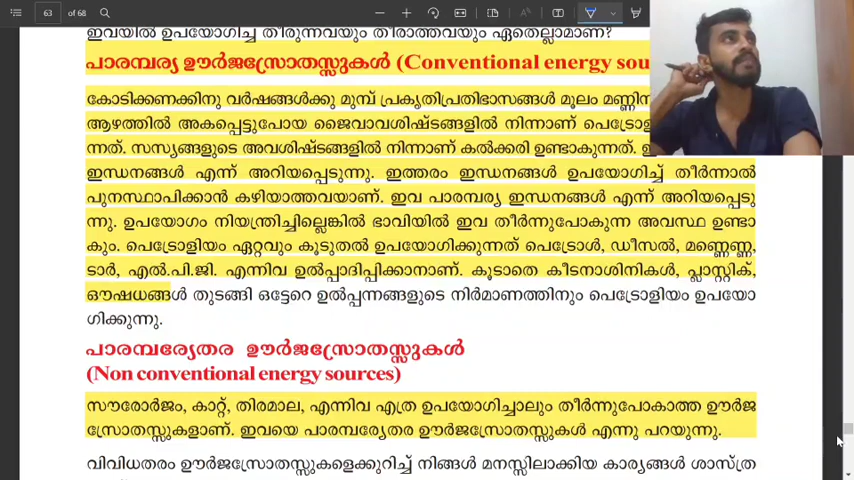 63 of 68
ഇവയിൽ ഉപയോഗിച്ച് തീരുന്നവയും തീരാത്തവയും ഏതെല്ലാമാണ്?
പാരമ്പര്യ ഊർജസ്രോതസ്സുകൾ (Conventional energy
കോടിക്കണക്കിനു വർഷങ്ങൾക്കു മുമ്പ് പ്രകൃതിപ്രതിഭാസങ്ങൾ മൂലം
ആഴത്തിൽ അകപ്പെട്ടുപോയ ജൈവാവശിഷ്ടങ്ങളിൽ നിന്നാണ്
ന്നത്. സസ്യങ്ങളുടെ അവശിഷ്ടങ്ങളിൽ നിന്നാണ് കൽക്കരി ഉണ്ടാകുന്നത്.
ഇന്ധനങ്ങൾ എന്ന് അറിയപ്പെടുന്നു. ഇത്തരം ഇന്ധനങ്ങൾ ഉപയോഗിച്ച് തീർന്നാൽ
പുനസ്ഥാപിക്കാൻ കഴിയാത്തവയാണ്. ഇവ പാരമ്പര്യ ഇന്ധനങ്ങൾ എന്ന് അറിയപ്പെടു
ന്നു. ഉപയോഗം നിയന്ത്രിച്ചില്ലെങ്കിൽ ഭാവിയിൽ ഇവ തീർന്നുപോകുന്ന അവസ്ഥ ഉണ്ടാ
കും. പെട്രോളിയം ഏറ്റവും കൂടുതൽ ഉപയോഗിക്കുന്നത് പെട്രോൾ, ഡീസൽ, മണ്ണെണ്ണ,
ടാർ, എൽ.പി.ജി. എന്നിവ ഉൽപ്പാദിപ്പിക്കാനാണ്. കൂടാതെ കീടനാശിനികൾ, പ്ലാസ്റ്റിക്,
ഔഷധങ്ങൾ തുടങ്ങി ഒട്ടേറെ ഉൽപ്പന്നങ്ങളുടെ നിർമാണത്തിനും പെട്രോളിയം ഉപയോ
ഗിക്കുന്നു.
പാരമ്പര്യേതര ഊർജസ്രോതസ്സുകൾ
(Non conventional energy sources)
സൗരോർജം, കാറ്റ്, തിരമാല, എന്നിവ എത്ര ഉപയോഗിച്ചാലും തീർന്നുപോകാത്ത ഊർജ
സ്രോതസ്സുകളാണ്. ഇവയെ പാരമ്പര്യേതര ഊർജസ്രോതസ്സുകൾ എന്നു പറയുന്നു.
വിവിധതരം ഊർജസ്രോതസ്സുകളെക്കുറിച്ച് നിങ്ങൾ മനസ്സിലാക്കിയ കാര്യങ്ങൾ ശാസ്ത്ര